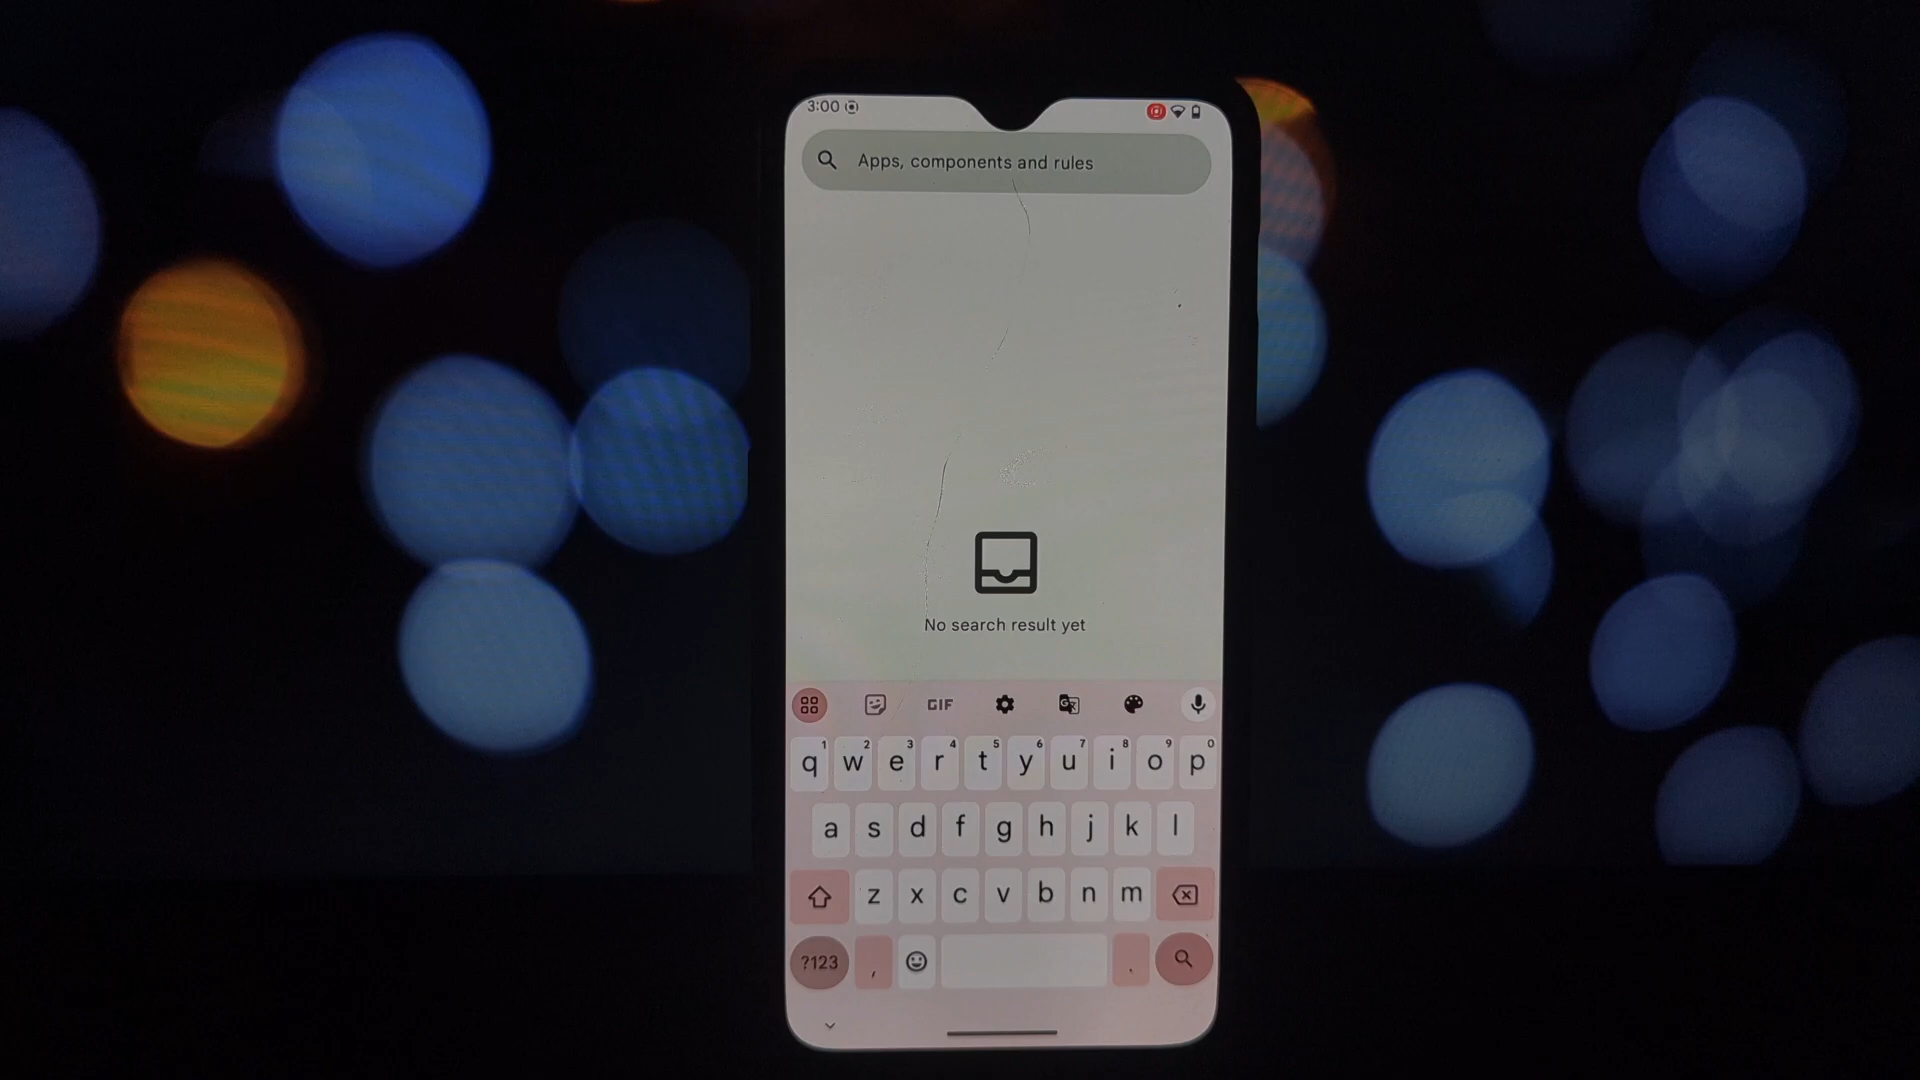 3:00
Apps, components and rules
No search result yet
GIF
1 2 3 4 5 6 7 8 9 0
q w e r t y u i o p
a s d f g h j k l
z x c v b n m
?123 , .